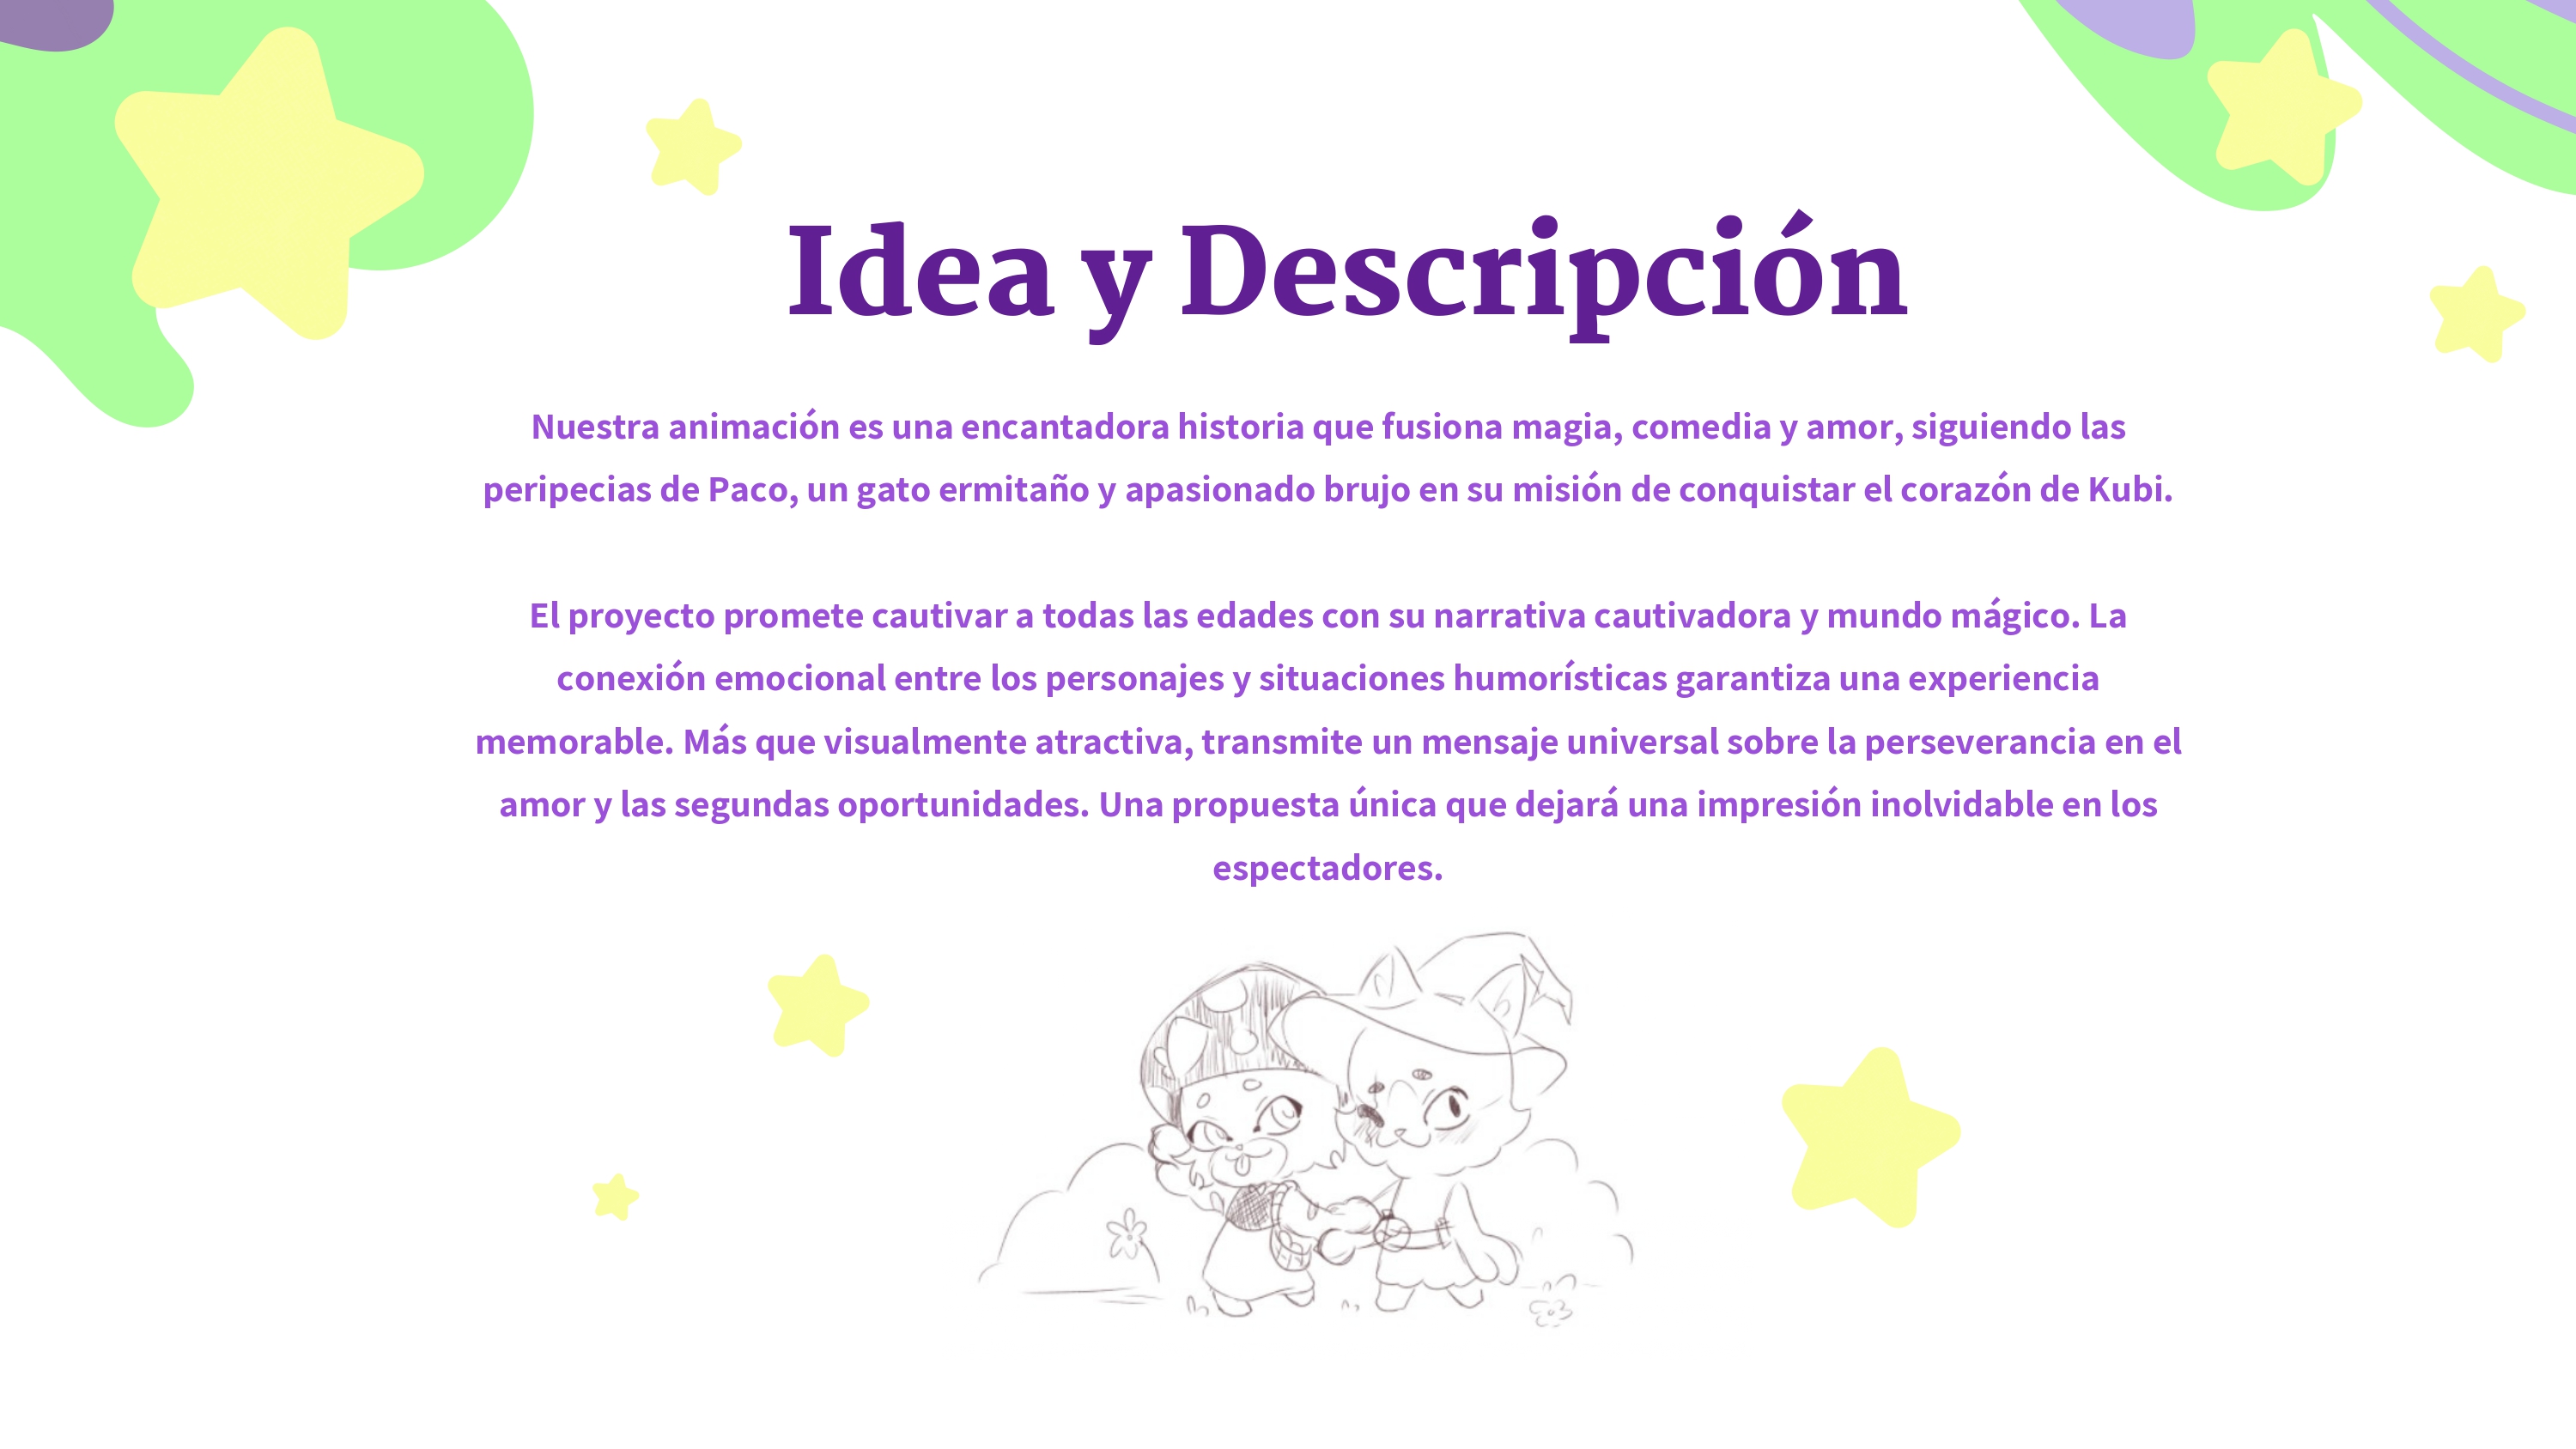 Idea y Descripción
Nuestra animación es una encantadora historia que fusiona magia, comedia y amor, siguiendo las
peripecias de Paco, un gato ermitaño y apasionado brujo en su misión de conquistar el corazón de Kubi.
El proyecto promete cautivar a todas las edades con su narrativa cautivadora y mundo mágico. La
conexión emocional entre los personajes y situaciones humorísticas garantiza una experiencia
memorable. Más que visualmente atractiva, transmite un mensaje universal sobre la perseverancia en el
amor y las segundas oportunidades. Una propuesta única que dejará una impresión inolvidable en los
espectadores.